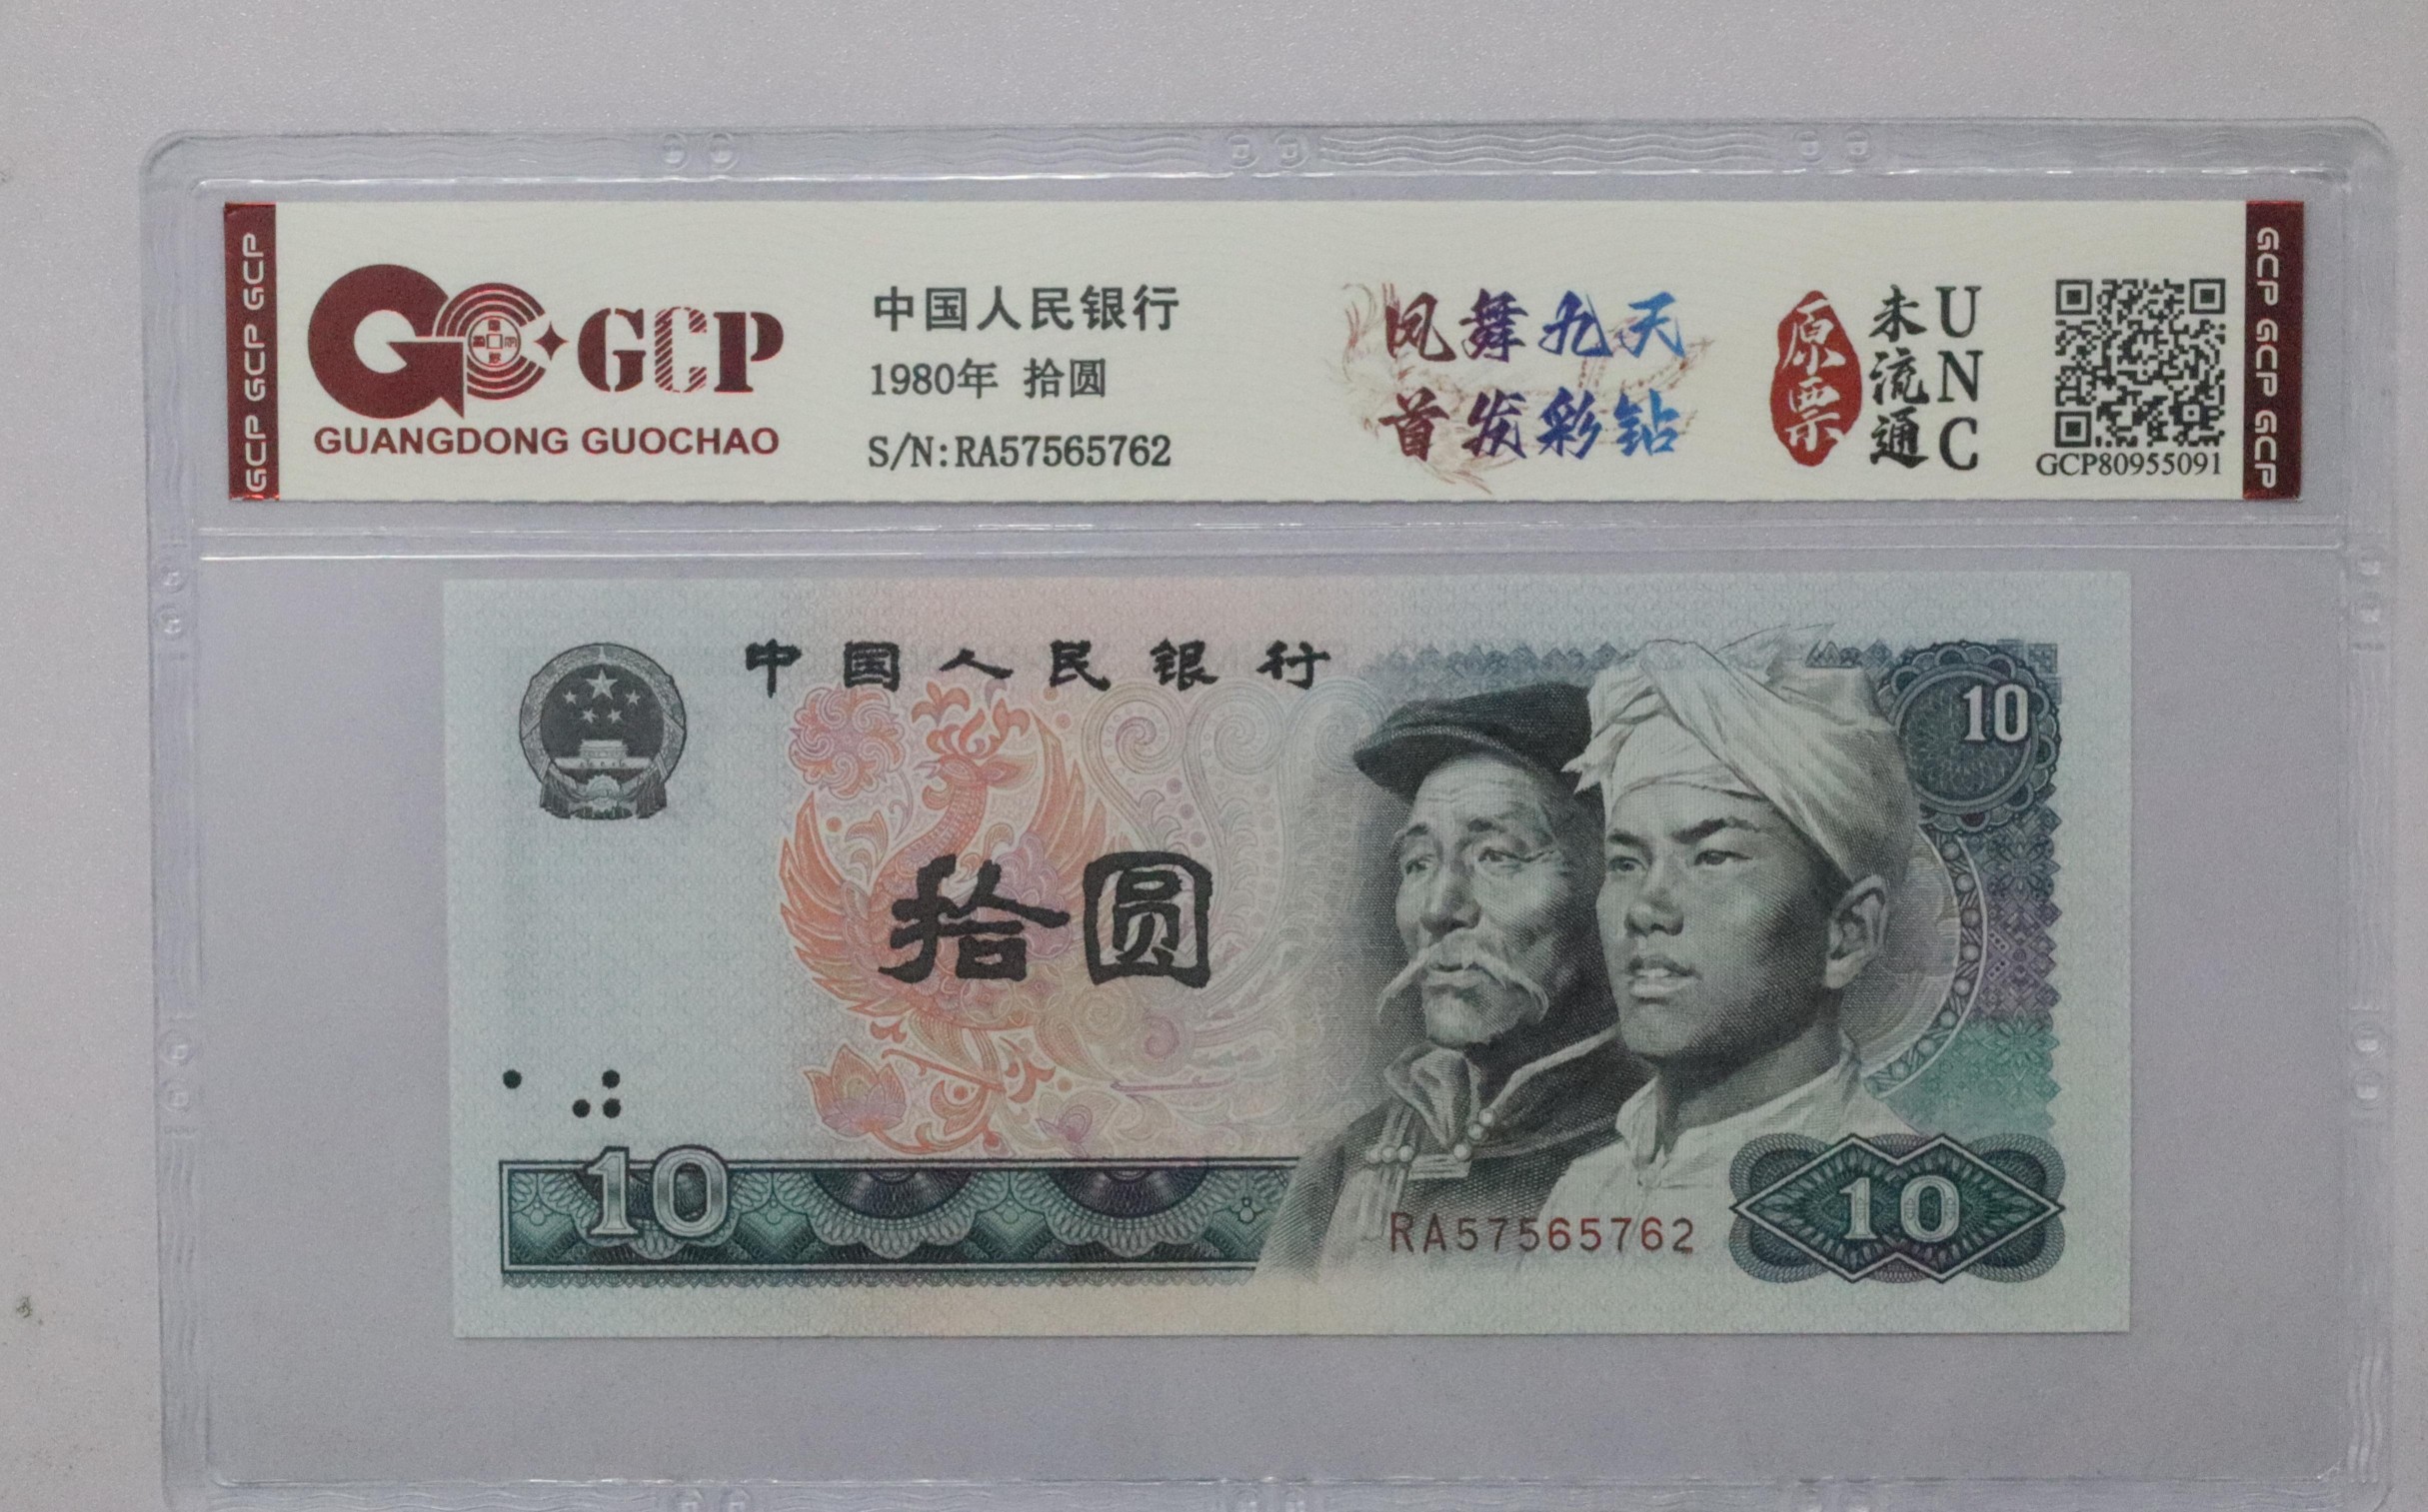 GCP GCP GCP
GCP
GUANGDONG GUOCHAO
中国人民银行
1980年 拾圆
S/N:RA57565762
凤舞九天
首发彩钻
原票
未流通
UNC
GCP80955091
GCP GCP GCP
中国人民银行
10
拾圆
10
RA57565762
10